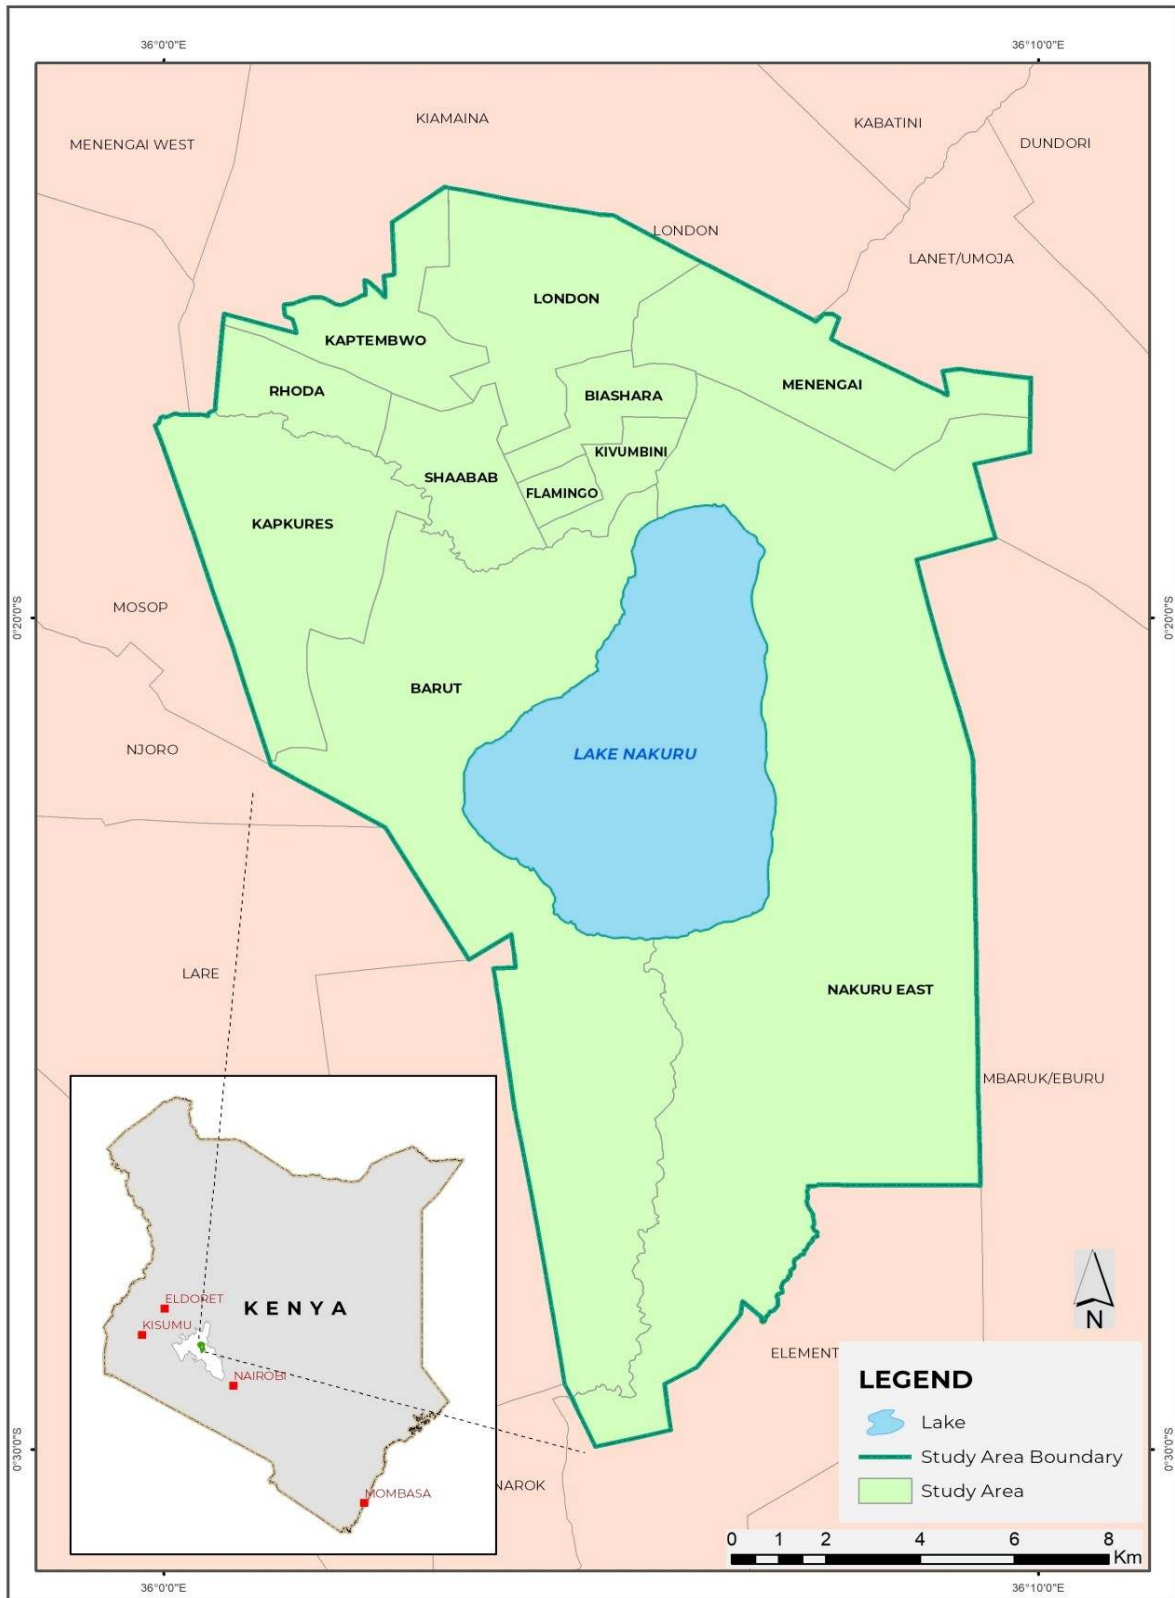 36°0'0"E
36°10'0"E
KIAMAINA
KABATINI
MENENGAI WEST
DUNDORI
LONDON
LANET/UMOJA
LONDON
KAPTEMBWO
MENENGAI
RHODA
BIASHARA
KIVUMBINI
SHAABAB
FLAMINGO
KAPKURES
MOSOP
0°20'0"S
0°20'0"S
BARUT
NJORO
LAKE NAKURU
LARE
NAKURU EAST
MBARUK/EBURU
ELDORET
KENYA
KISUMU
NAIROBI
MOMBASA
N
ELEMENT
LEGEND
Lake
Study Area Boundary
Study Area
0°30'0"S
0°30'0"S
NAROK
0 1 2 4 6 8
Km
36°0'0"E
36°10'0"E